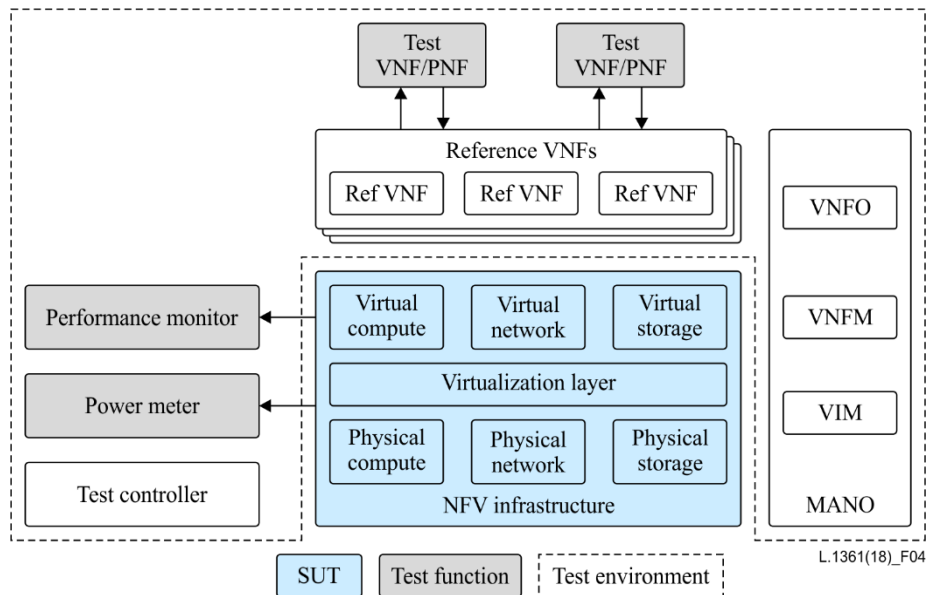 Test
VNF/PNF
Test
VNF/PNF
Reference VNFs
Ref VNF
Ref VNF
Ref VNF
VNFO
VNFM
VIM
MANO
Performance monitor
Power meter
Test controller
Virtual
compute
Virtual
network
Virtual
storage
Virtualization layer
Physical
compute
Physical
network
Physical
storage
NFV infrastructure
L.1361(18)_F04
SUT
Test function
Test environment